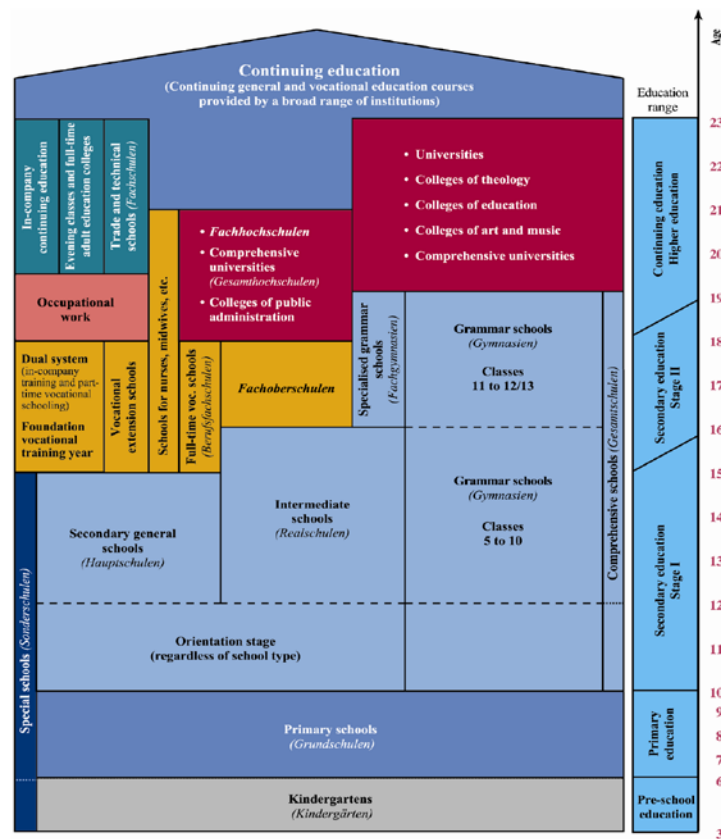 Continuing education
(Continuing general and vocational education courses
provided by a broad range of institutions)
Age
Education
range
In-company
continuing education
Evening classes and full-time
adult education colleges
Trade and technical
schools (Fachschulen)
• Universities
• Colleges of theology
• Colleges of education
• Colleges of art and music
• Comprehensive universities
• Fachhochschulen
• Comprehensive
universities
(Gesamthochschulen)
• Colleges of public
administration
Occupational
work
Schools for nurses, midwives, etc.
Dual system
(in-company
training and part-
time vocational
schooling)
Foundation
vocational
training year
Vocational
extension schools
Full-time voc. schools
(Berufsfachschulen)
Fachoberschulen
Specialised grammar
schools
(Fachgymnasien)
Grammar schools
(Gymnasien)
Classes
11 to 12/13
Comprehensive schools (Gesamtschulen)
Secondary general
schools
(Hauptschulen)
Intermediate
schools
(Realschulen)
Grammar schools
(Gymnasien)
Classes
5 to 10
Special schools (Sonderschulen)
Orientation stage
(regardless of school type)
Primary schools
(Grundschulen)
Kindergartens
(Kindergärten)
Continuing education
Higher education
Secondary education
Stage II
Secondary education
Stage I
Primary
education
Pre-school
education
23
22
21
20
19
18
17
16
15
14
13
12
11
10
9
8
7
6
3